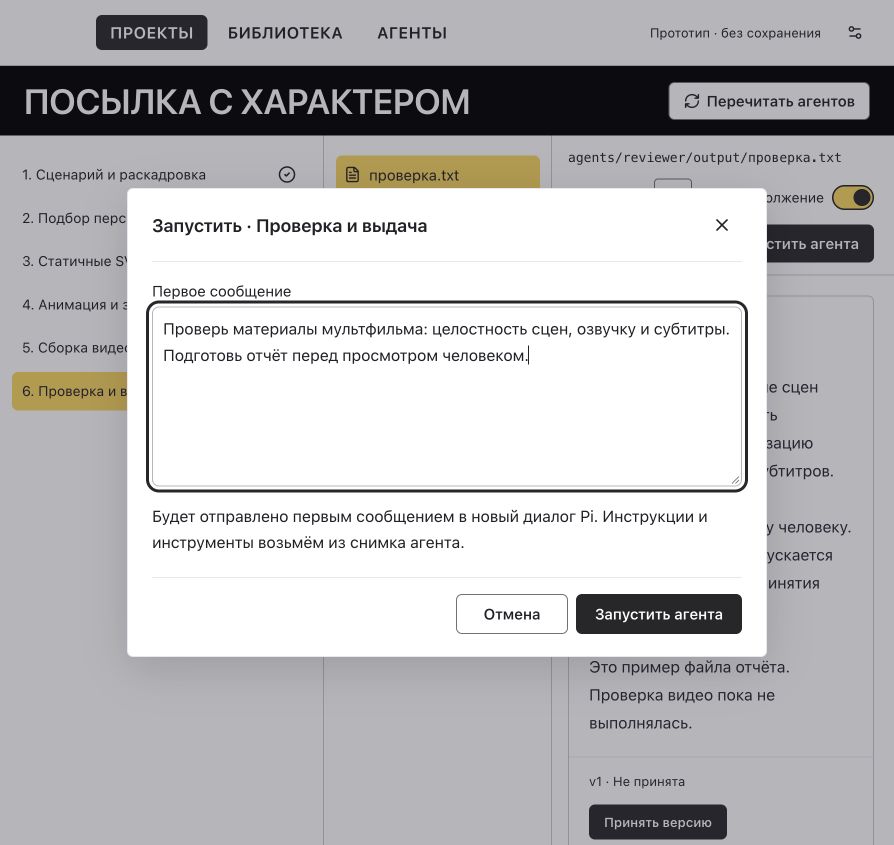 ПРОЕКТЫ
БИБЛИОТЕКА
АГЕНТЫ
Прототип · без сохранения
ПОСЫЛКА С ХАРАКТЕРОМ
Перечитать агентов
1. Сценарий и раскадровка
2. Подбор перс
3. Статичные SV
4. Анимация и з
5. Сборка видео
6. Проверка и в
проверка.txt
agents/reviewer/output/проверка.txt
олжение
стить агента
Запустить · Проверка и выдача
Первое сообщение
Проверь материалы мультфильма: целостность сцен, озвучку и субтитры.
Подготовь отчёт перед просмотром человеком.
Будет отправлено первым сообщением в новый диалог Pi. Инструкции и
инструменты возьмём из снимка агента.
Отмена
Запустить агента
е сцен
ть
зацию
убтитров.
у человеку.
ускается
инятия
Это пример файла отчёта.
Проверка видео пока не
выполнялась.
v1 · Не принята
Принять версию